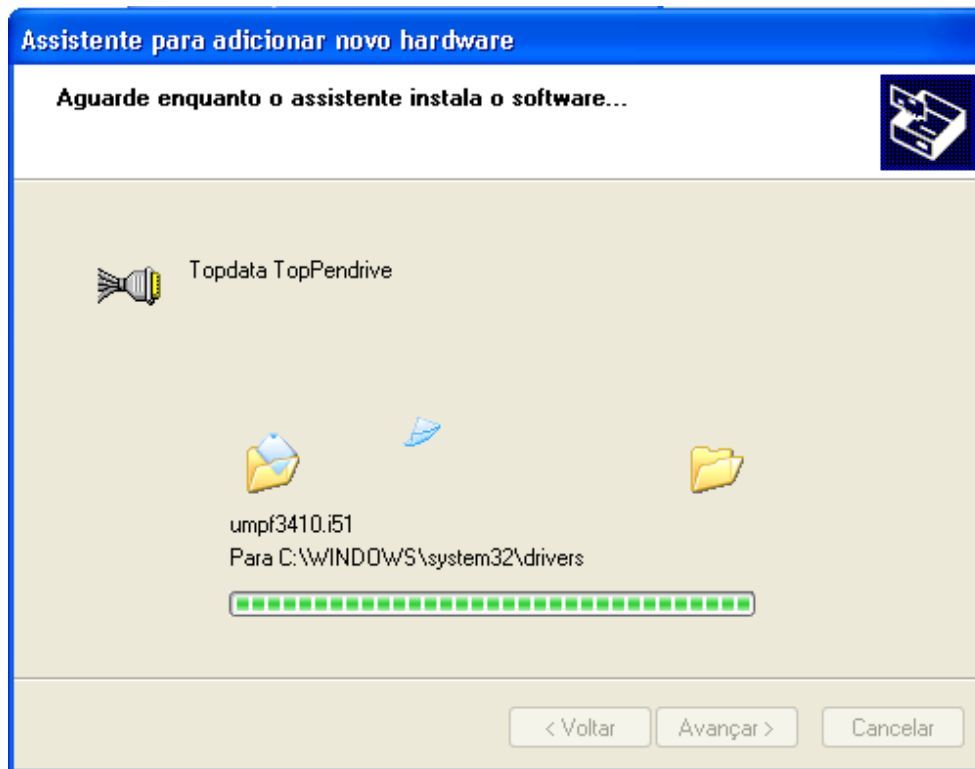 Assistente para adicionar novo hardware
Aguarde enquanto o assistente instala o software...
Topdata TopPendrive
umpf3410.i51
Para C:\WINDOWS\system32\drivers
< Voltar
Avançar >
Cancelar